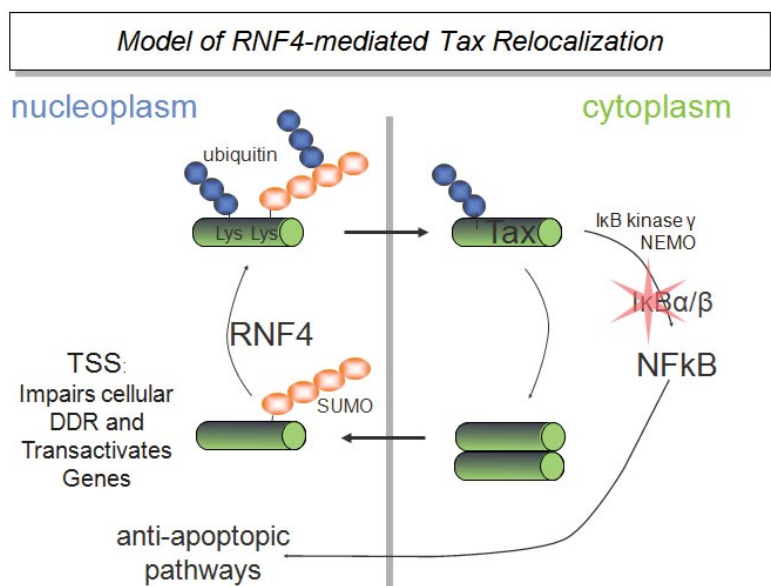 Model of RNF4-mediated Tax Relocalization
nucleoplasm
cytoplasm
ubiquitin
Lys Lys
Tax
IκB kinase γ
NEMO
IκBα/β
NFkB
RNF4
SUMO
TSS:
Impairs cellular
DDR and
Transactivates
Genes
anti-apoptopic
pathways